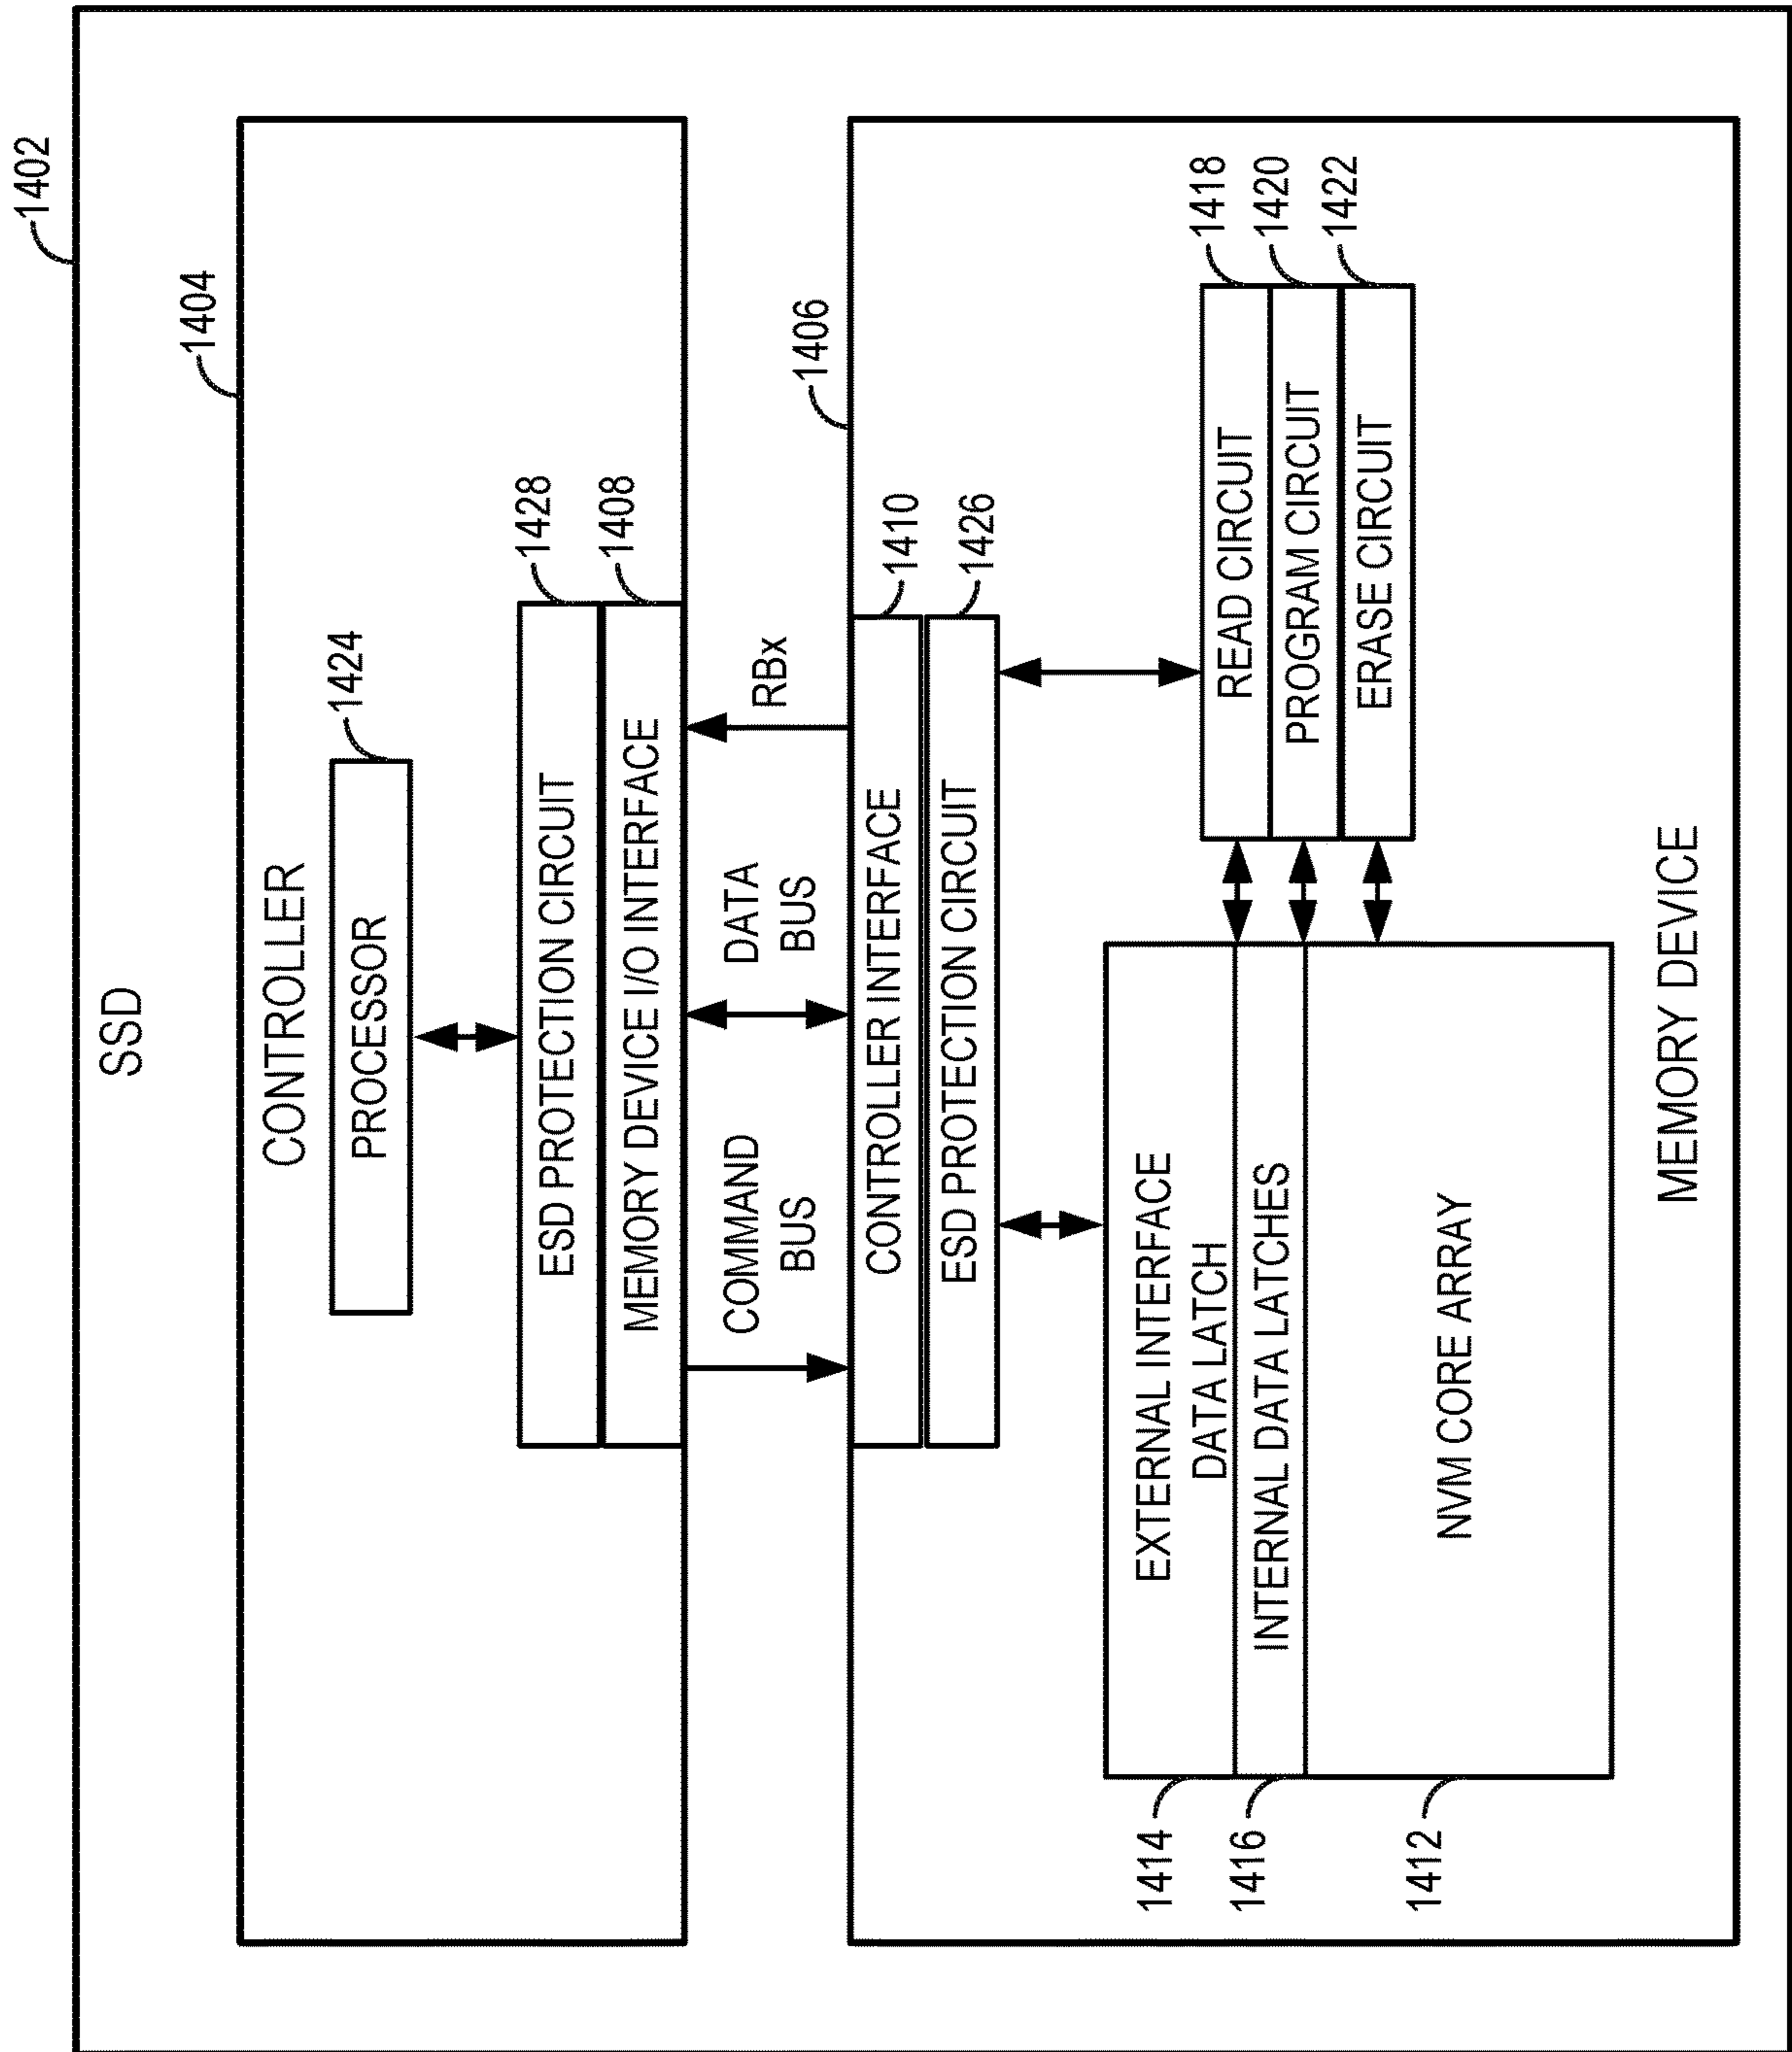 1402
SSD
1404
CONTROLLER
PROCESSOR
1424
ESD PROTECTION CIRCUIT
1428
MEMORY DEVICE I/O INTERFACE
1408
COMMAND
BUS
DATA
BUS
RBx
1406
CONTROLLER INTERFACE
1410
ESD PROTECTION CIRCUIT
1426
EXTERNAL INTERFACE
DATA LATCH
1414
INTERNAL DATA LATCHES
1416
NVM CORE ARRAY
1412
READ CIRCUIT
1418
PROGRAM CIRCUIT
1420
ERASE CIRCUIT
1422
MEMORY DEVICE